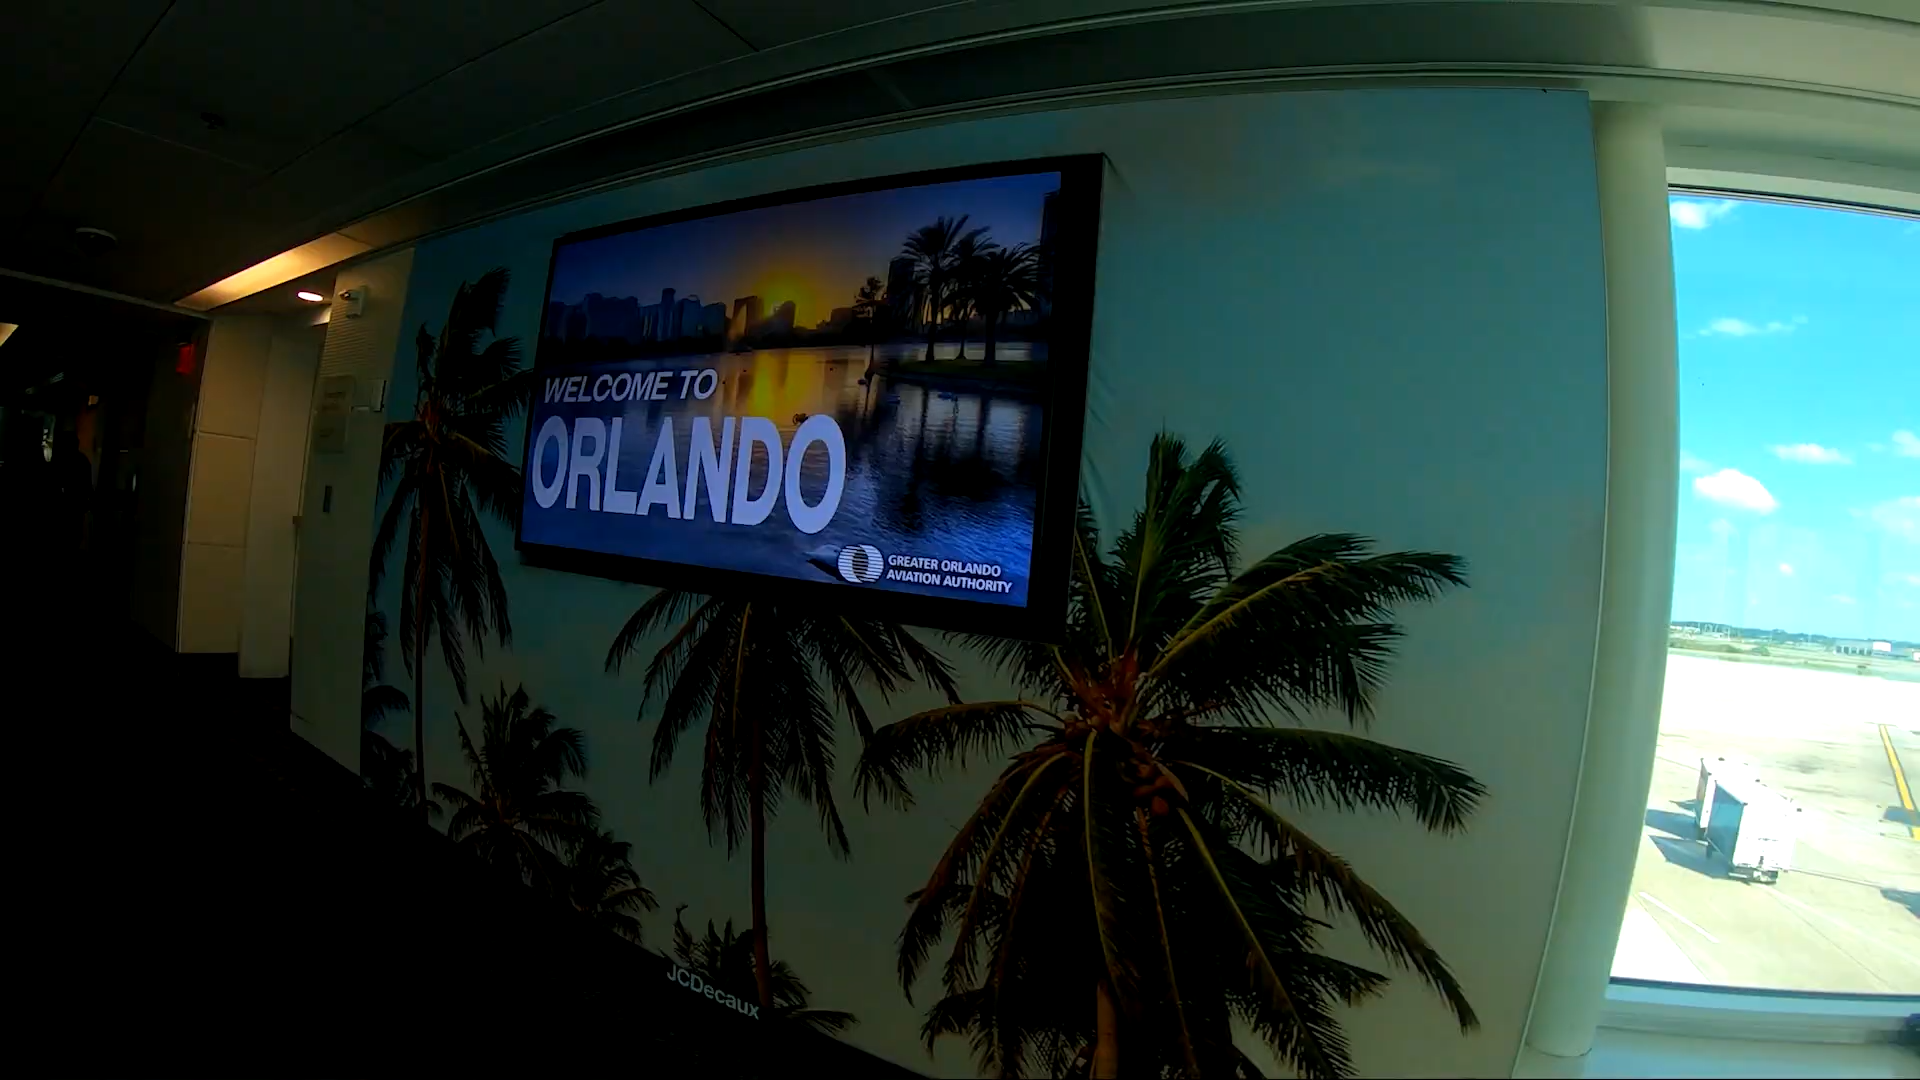 WELCOME TO
ORLANDO
GREATER ORLANDO
AVIATION AUTHORITY
JCDecaux